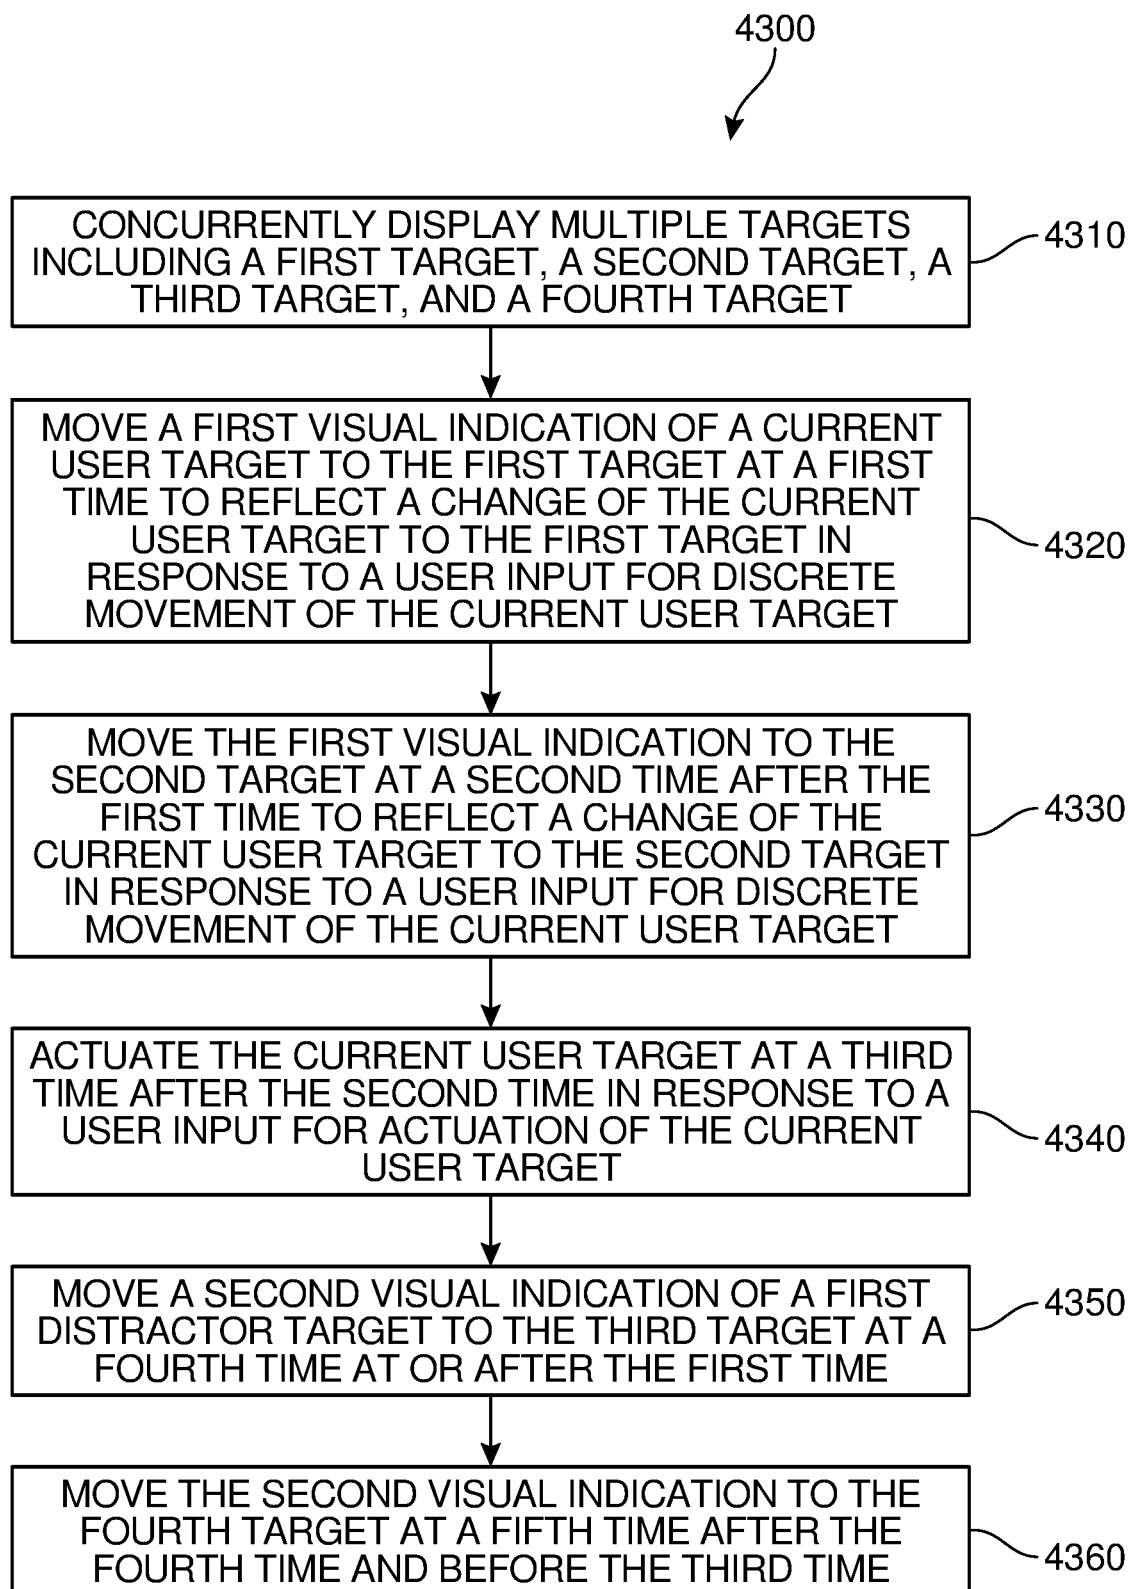 4300
CONCURRENTLY DISPLAY MULTIPLE TARGETS
INCLUDING A FIRST TARGET, A SECOND TARGET, A
THIRD TARGET, AND A FOURTH TARGET
4310
MOVE A FIRST VISUAL INDICATION OF A CURRENT
USER TARGET TO THE FIRST TARGET AT A FIRST
TIME TO REFLECT A CHANGE OF THE CURRENT
USER TARGET TO THE FIRST TARGET IN
RESPONSE TO A USER INPUT FOR DISCRETE
MOVEMENT OF THE CURRENT USER TARGET
4320
MOVE THE FIRST VISUAL INDICATION TO THE
SECOND TARGET AT A SECOND TIME AFTER THE
FIRST TIME TO REFLECT A CHANGE OF THE
CURRENT USER TARGET TO THE SECOND TARGET
IN RESPONSE TO A USER INPUT FOR DISCRETE
MOVEMENT OF THE CURRENT USER TARGET
4330
ACTUATE THE CURRENT USER TARGET AT A THIRD
TIME AFTER THE SECOND TIME IN RESPONSE TO A
USER INPUT FOR ACTUATION OF THE CURRENT
USER TARGET
4340
MOVE A SECOND VISUAL INDICATION OF A FIRST
DISTRACTOR TARGET TO THE THIRD TARGET AT A
FOURTH TIME AT OR AFTER THE FIRST TIME
4350
MOVE THE SECOND VISUAL INDICATION TO THE
FOURTH TARGET AT A FIFTH TIME AFTER THE
FOURTH TIME AND BEFORE THE THIRD TIME
4360